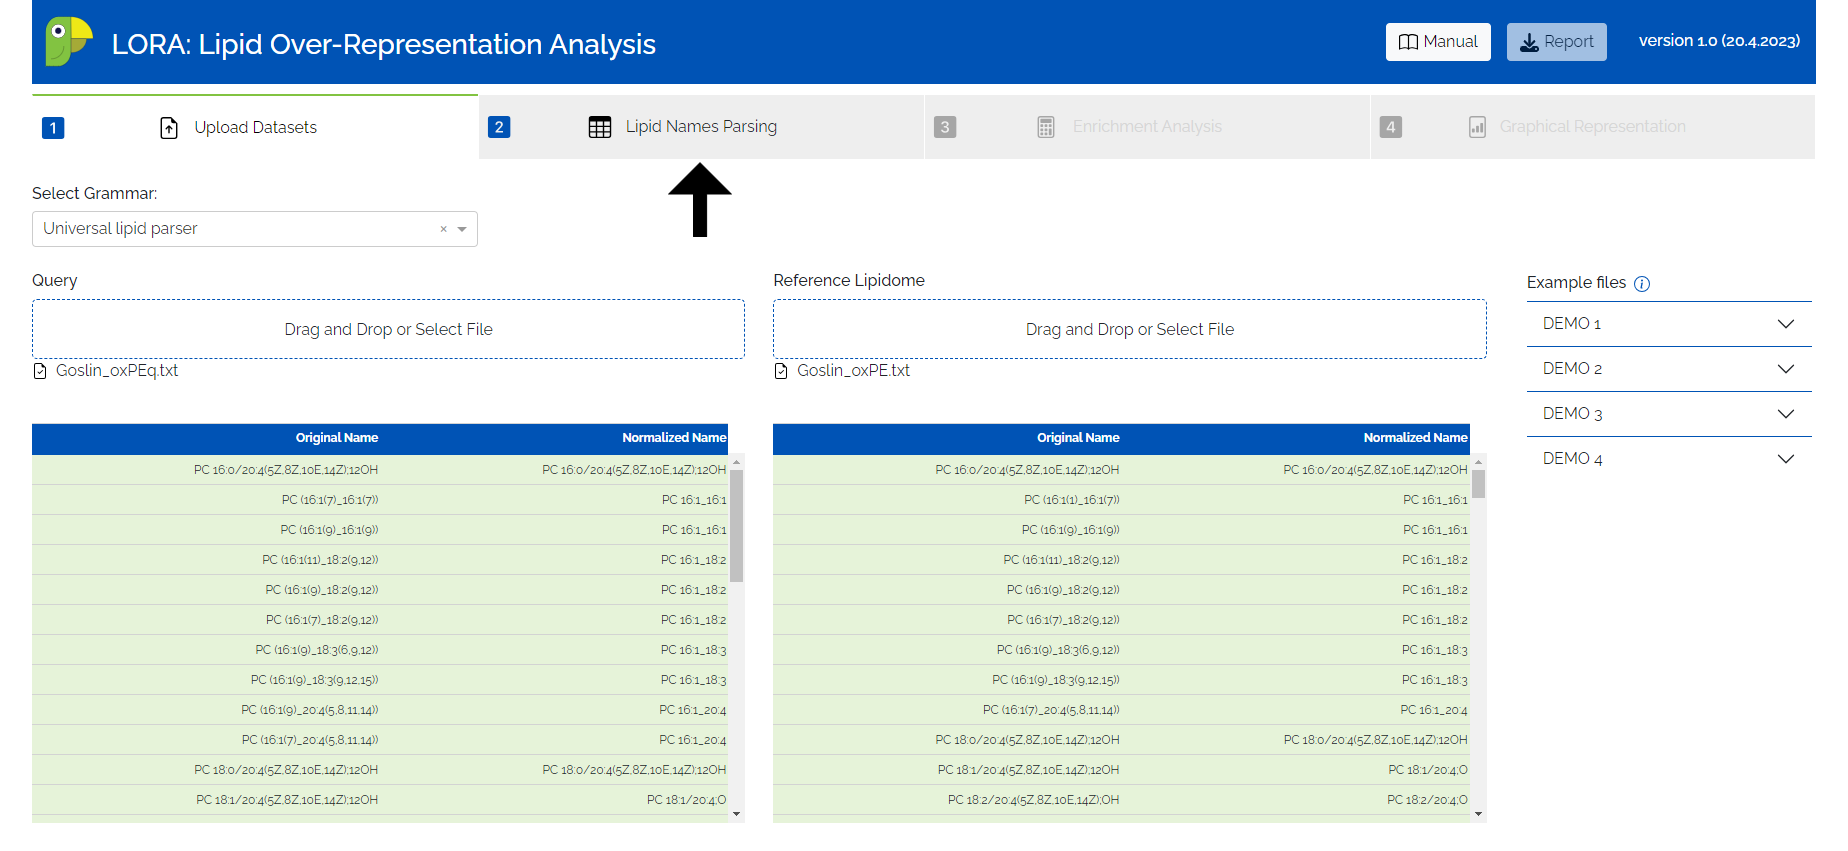 LORA: Lipid Over-Representation Analysis
Manual
Report
version 1.0 (20.4.2023)
1 Upload Datasets
2 Lipid Names Parsing
3 Enrichment Analysis
4 Graphical Representation
Select Grammar:
Universal lipid parser ×
Query
Drag and Drop or Select File
Goslin_oxPEq.txt
Original Name Normalized Name
PC 16:0/20:4(5Z,8Z,10E,14Z);12OH PC 16:0/20:4(5Z,8Z,10E,14Z);12OH
PC (16:1(7)_16:1(7)) PC 16:1_16:1
PC (16:1(9)_16:1(9)) PC 16:1_16:1
PC (16:1(11)_18:2(9,12)) PC 16:1_18:2
PC (16:1(9)_18:2(9,12)) PC 16:1_18:2
PC (16:1(7)_18:2(9,12)) PC 16:1_18:2
PC (16:1(9)_18:3(6,9,12)) PC 16:1_18:3
PC (16:1(9)_18:3(9,12,15)) PC 16:1_18:3
PC (16:1(9)_20:4(5,8,11,14)) PC 16:1_20:4
PC (16:1(7)_20:4(5,8,11,14)) PC 16:1_20:4
PC 18:0/20:4(5Z,8Z,10E,14Z);12OH PC 18:0/20:4(5Z,8Z,10E,14Z);12OH
PC 18:1/20:4(5Z,8Z,10E,14Z);12OH PC 18:1/20:4;O
Reference Lipidome
Drag and Drop or Select File
Goslin_oxPE.txt
Original Name Normalized Name
PC 16:0/20:4(5Z,8Z,10E,14Z);12OH PC 16:0/20:4(5Z,8Z,10E,14Z);12OH
PC (16:1(1)_16:1(7)) PC 16:1_16:1
PC (16:1(9)_16:1(9)) PC 16:1_16:1
PC (16:1(11)_18:2(9,12)) PC 16:1_18:2
PC (16:1(9)_18:2(9,12)) PC 16:1_18:2
PC (16:1(7)_18:2(9,12)) PC 16:1_18:2
PC (16:1(9)_18:3(6,9,12)) PC 16:1_18:3
PC (16:1(9)_18:3(9,12,15)) PC 16:1_18:3
PC (16:1(7)_20:4(5,8,11,14)) PC 16:1_20:4
PC 18:0/20:4(5Z,8Z,10E,14Z);12OH PC 18:0/20:4(5Z,8Z,10E,14Z);12OH
PC 18:1/20:4(5Z,8Z,10E,14Z);12OH PC 18:1/20:4;O
PC 18:2/20:4(5Z,8Z,10E,14Z);OH PC 18:2/20:4;O
Example files
DEMO 1
DEMO 2
DEMO 3
DEMO 4